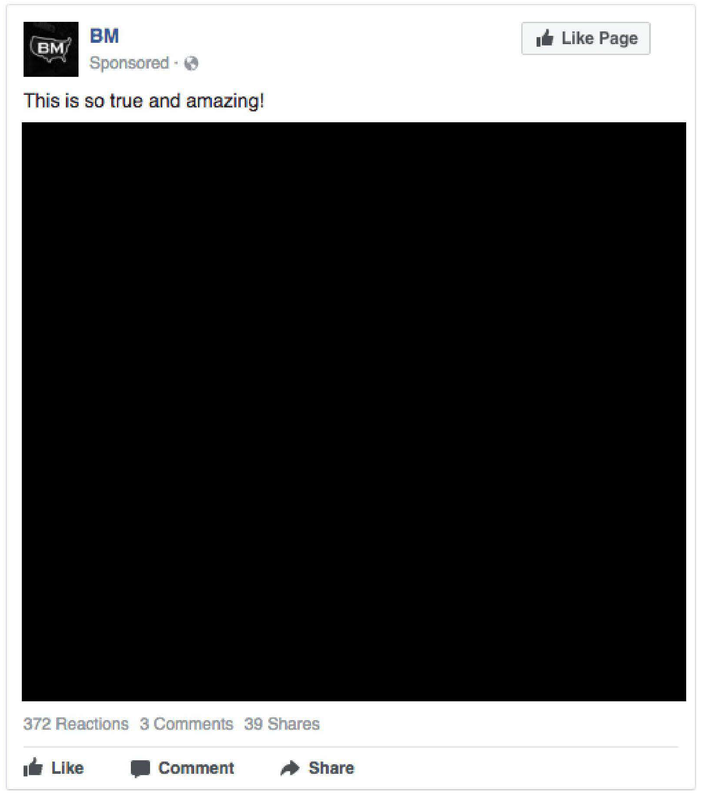 BM
BM
Like Page
Sponsored ·
This is so true and amazing!
372 Reactions 3 Comments 39 Shares
Like Comment Share